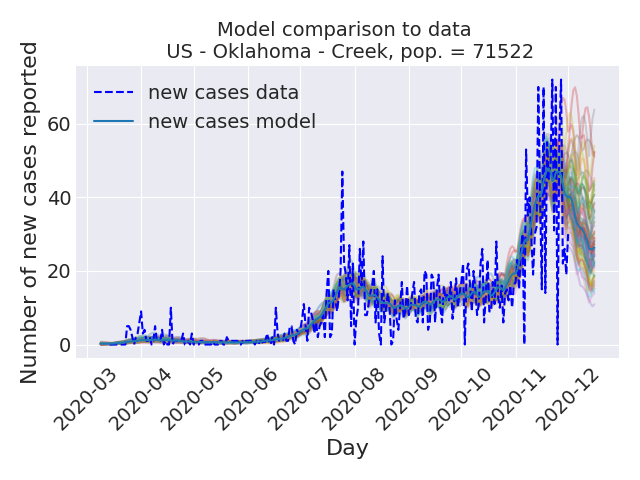 Model comparison to data
US - Oklahoma - Creek, pop. = 71522
Number of new cases reported
60
40
20
0
new cases data
new cases model
2020-03
2020-04
2020-05
2020-06
2020-07
2020-08
2020-09
2020-10
2020-11
2020-12
Day